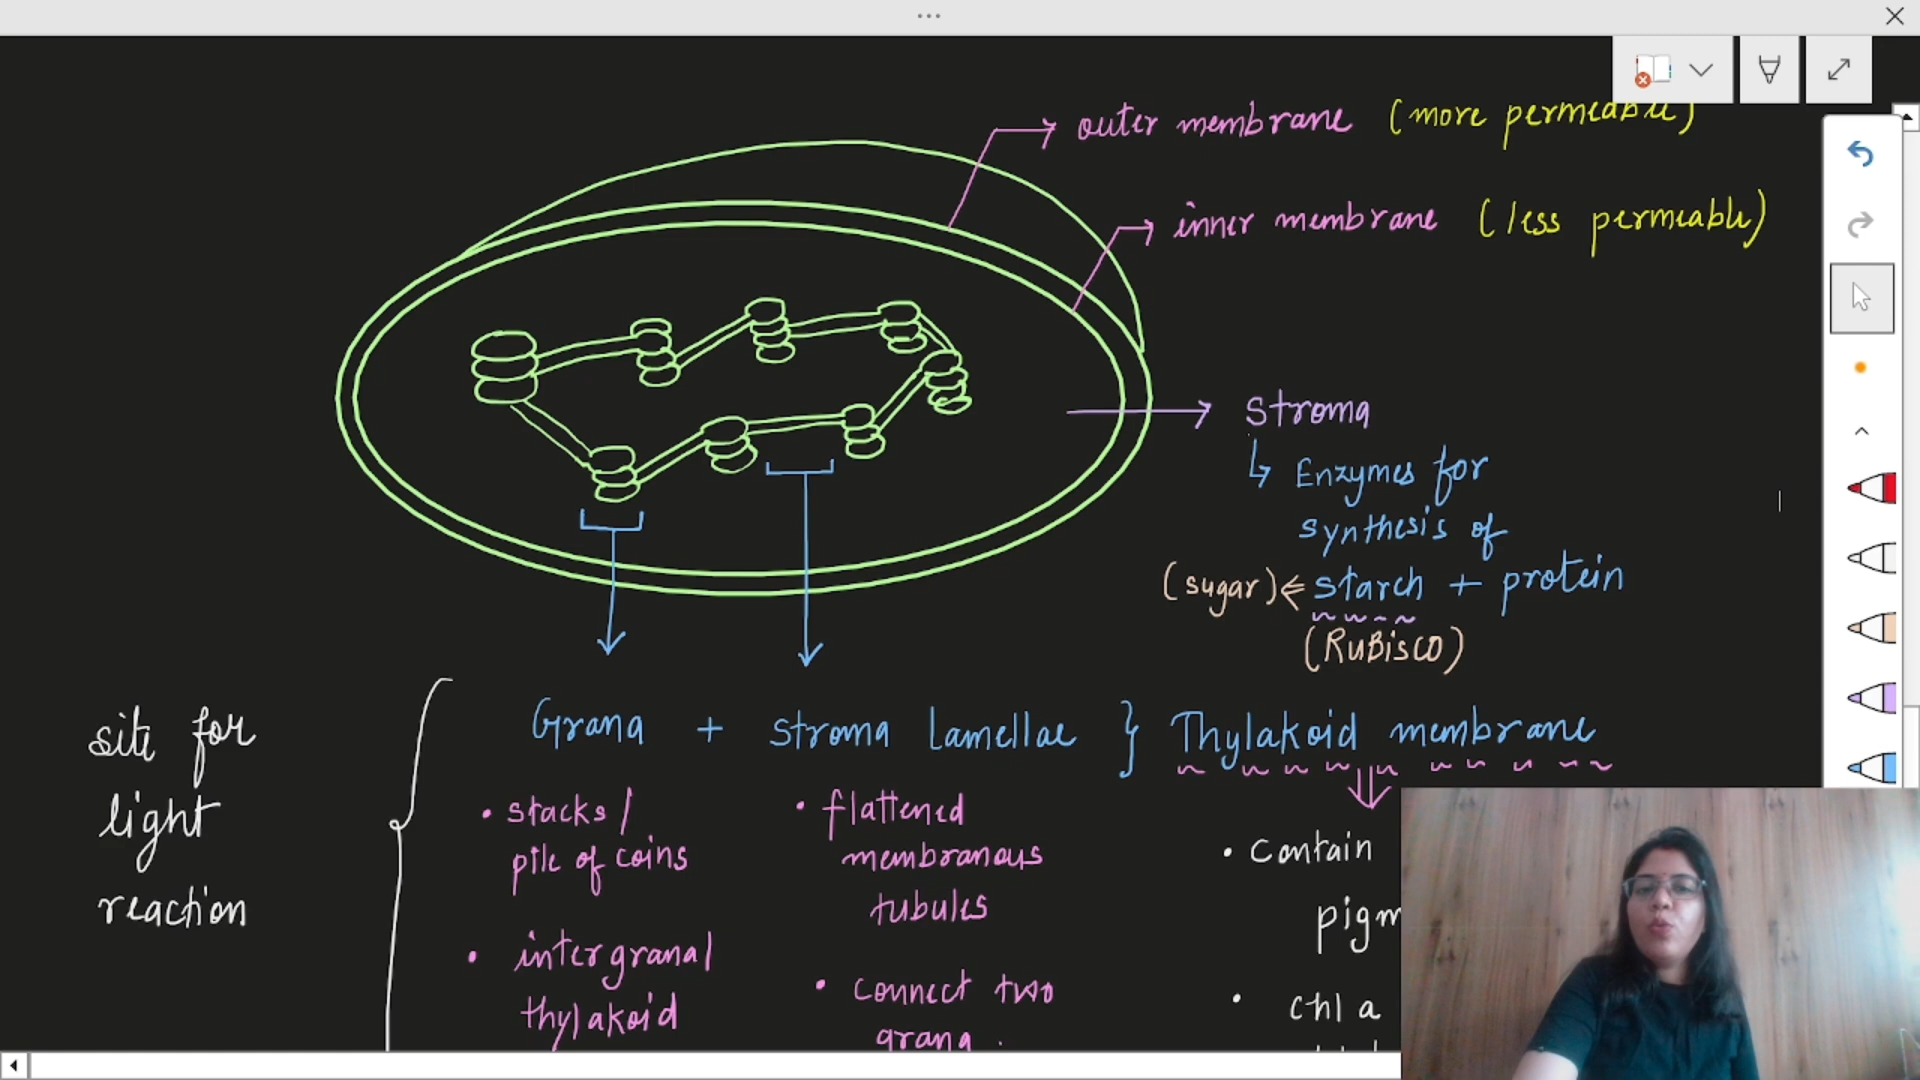 outer membrane (more permeable)
inner membrane (less permeable)
Stroma
Enzymes for
synthesis of
(sugar) starch + protein
(RuBisCO)
Grana + stroma lamellae } Thylakoid membrane
site for
light
reaction
• stacks/
pile of coins
• intergranal
thylakoid
• flattened
membranous
tubules
• connect two
grana.
• contain
pigm
• chl a